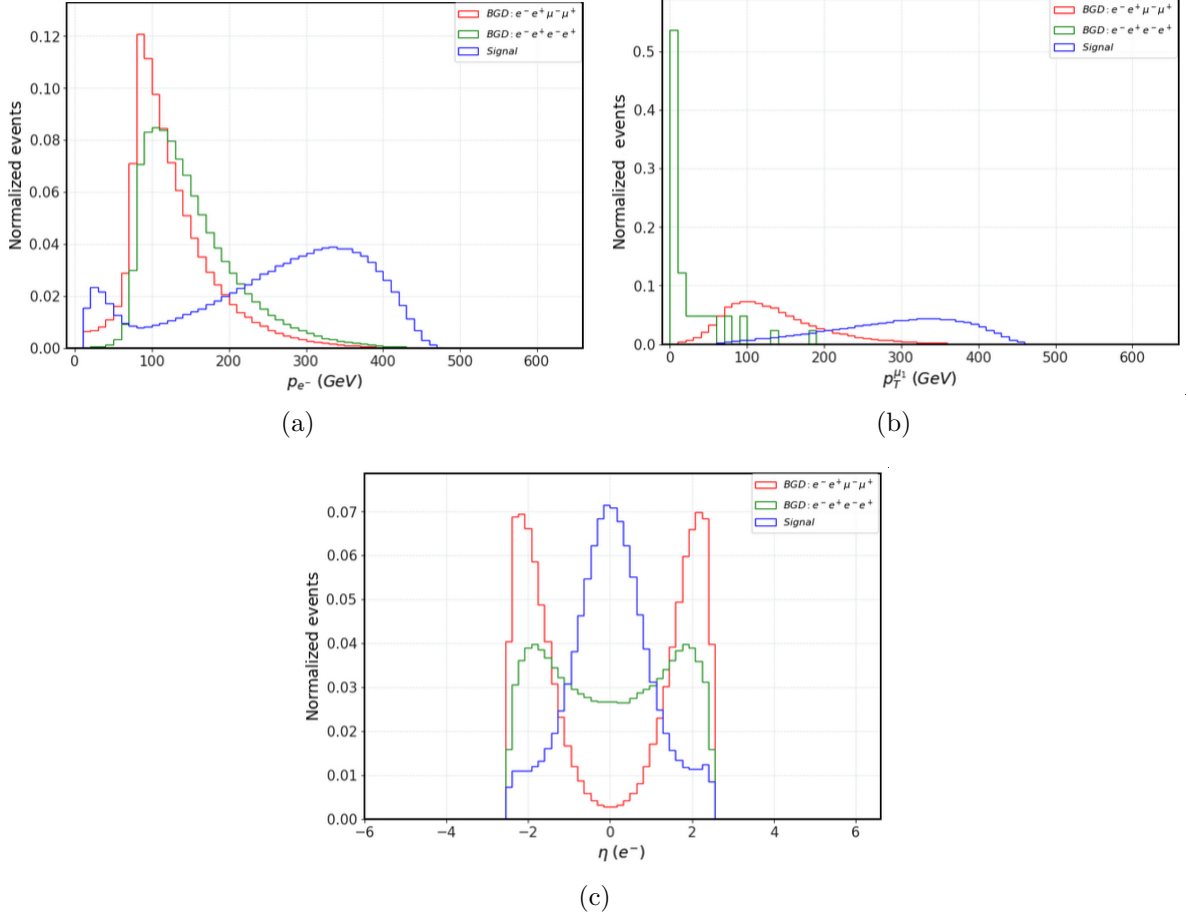 BGD: e⁻e⁺μ⁻μ⁺
BGD: e⁻e⁺e⁻e⁺
Signal
Normalized events
0.12
0.10
0.08
0.06
0.04
0.02
0.00
0 100 200 300 400 500 600
p_{e⁻} (GeV)
(a)
BGD: e⁻e⁺μ⁻μ⁺
BGD: e⁻e⁺e⁻e⁺
Signal
Normalized events
0.5
0.4
0.3
0.2
0.1
0.0
0 100 200 300 400 500 600
p_T^{μ₁} (GeV)
(b)
BGD: e⁻e⁺μ⁻μ⁺
BGD: e⁻e⁺e⁻e⁺
Signal
Normalized events
0.07
0.06
0.05
0.04
0.03
0.02
0.01
0.00
−6 −4 −2 0 2 4 6
η (e⁻)
(c)